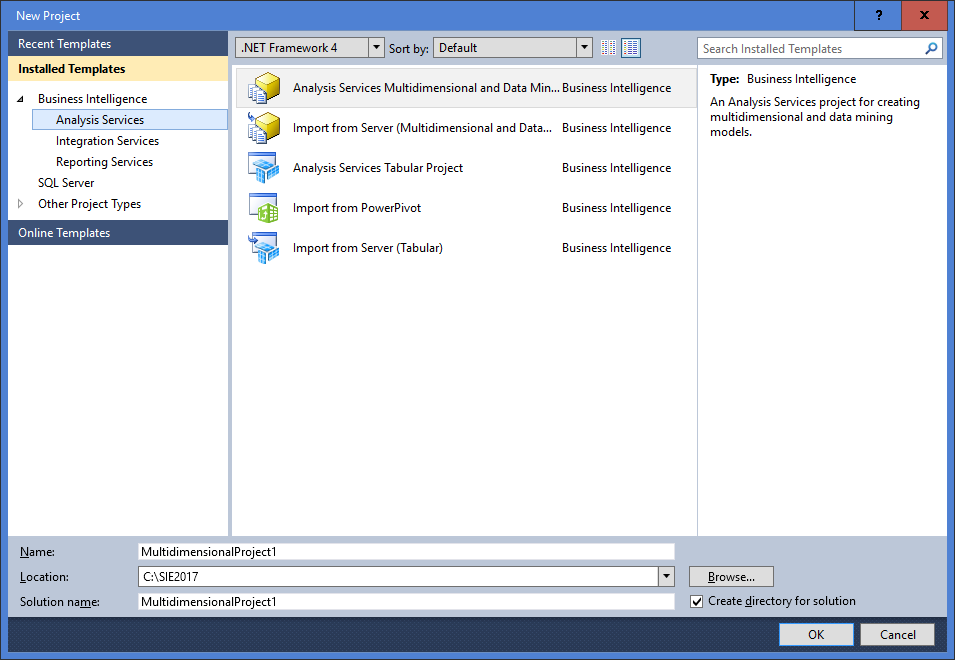 New Project
?
x
Recent Templates
Installed Templates
Business Intelligence
Analysis Services
Integration Services
Reporting Services
SQL Server
Other Project Types
Online Templates
.NET Framework 4
Sort by:
Default
Analysis Services Multidimensional and Data Min... Business Intelligence
Import from Server (Multidimensional and Data... Business Intelligence
Analysis Services Tabular Project Business Intelligence
Import from PowerPivot Business Intelligence
Import from Server (Tabular) Business Intelligence
Search Installed Templates
Type: Business Intelligence
An Analysis Services project for creating
multidimensional and data mining
models.
Name: MultidimensionalProject1
Location: C:\SIE2017 Browse...
Solution name: MultidimensionalProject1 Create directory for solution
OK Cancel